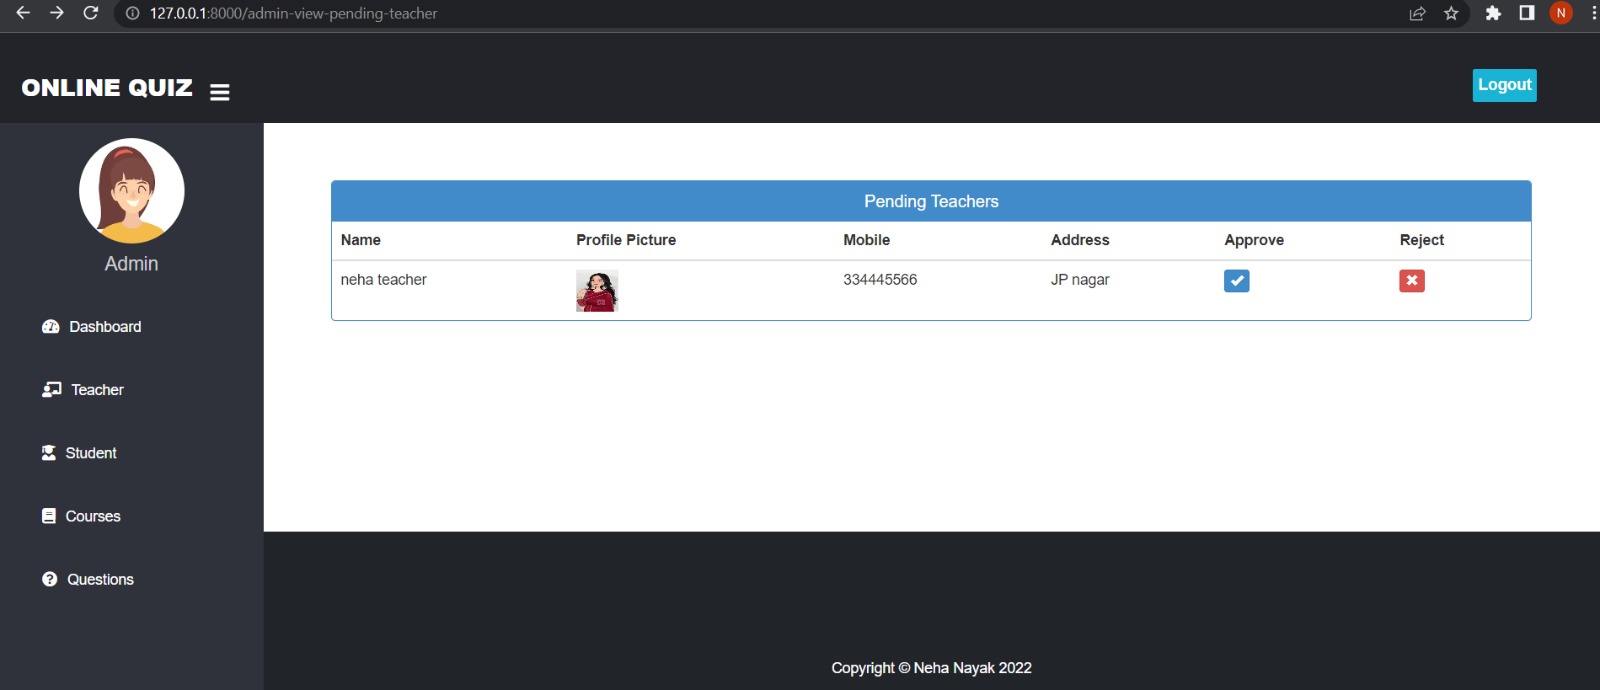 127.0.0.1:8000/admin-view-pending-teacher
N
ONLINE QUIZ
Logout
Admin
Dashboard
Teacher
Student
Courses
Questions
Pending Teachers
Name Profile Picture Mobile Address Approve Reject
neha teacher 334445566 JP nagar
Copyright © Neha Nayak 2022